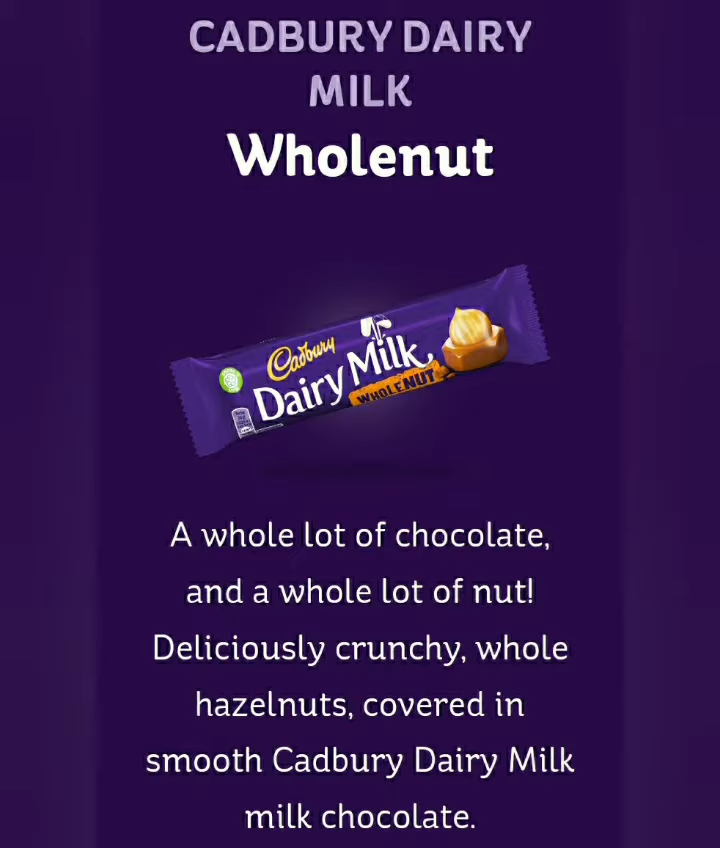 CADBURY DAIRY
MILK
Wholenut
Cadbury
Dairy Milk
WHOLENUT
A whole lot of chocolate,
and a whole lot of nut!
Deliciously crunchy, whole
hazelnuts, covered in
smooth Cadbury Dairy Milk
milk chocolate.